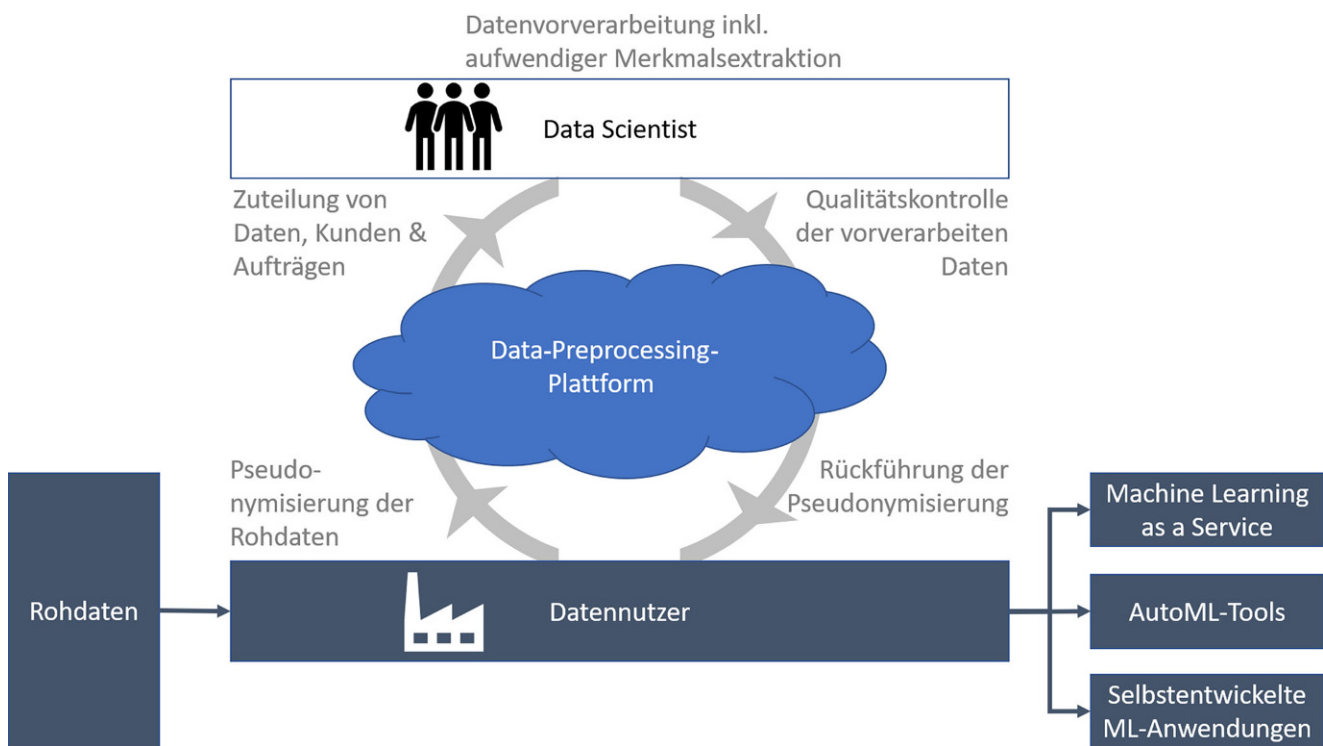 Datenvorverarbeitung inkl.
aufwendiger Merkmalsextraktion
Data Scientist
Zuteilung von
Daten, Kunden &
Aufträgen
Qualitätskontrolle
der vorverarbeiten
Daten
Data-Preprocessing-
Plattform
Pseudo-
nymisierung der
Rohdaten
Rückführung der
Pseudonymisierung
Rohdaten
Datennutzer
Machine Learning
as a Service
AutoML-Tools
Selbstentwickelte
ML-Anwendungen